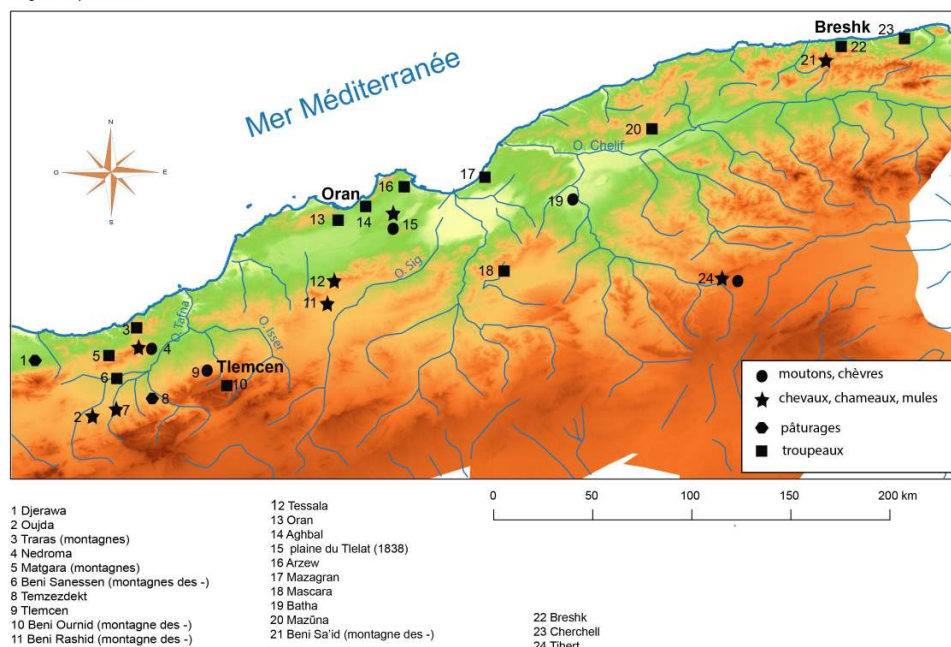 Breshk
23
22
21
Mer Méditerranée
N
O
E
S
20
O. Chelif
17
16
Oran
14
13
15
19
O. Sig
12
11
18
24
O. Tafna
3
O. Isser
1
5
4
Tlemcen
9
10
6
8
2
7
moutons, chèvres
chevaux, chameaux, mules
pâturages
troupeaux
0 50 100 150 200 km
1 Djerawa
2 Oujda
3 Traras (montagnes)
4 Nedroma
5 Matgara (montagnes)
6 Beni Sanessen (montagnes des -)
8 Temzezdekt
9 Tlemcen
10 Beni Ournid (montagne des -)
11 Beni Rashid (montagne des -)
12 Tessala
13 Oran
14 Aghbal
15 plaine du Tlelat (1838)
16 Arzew
17 Mazagran
18 Mascara
19 Batha
20 Mazūna
21 Beni Sa'id (montagne des -)
22 Breshk
23 Cherchell
24 Tihert